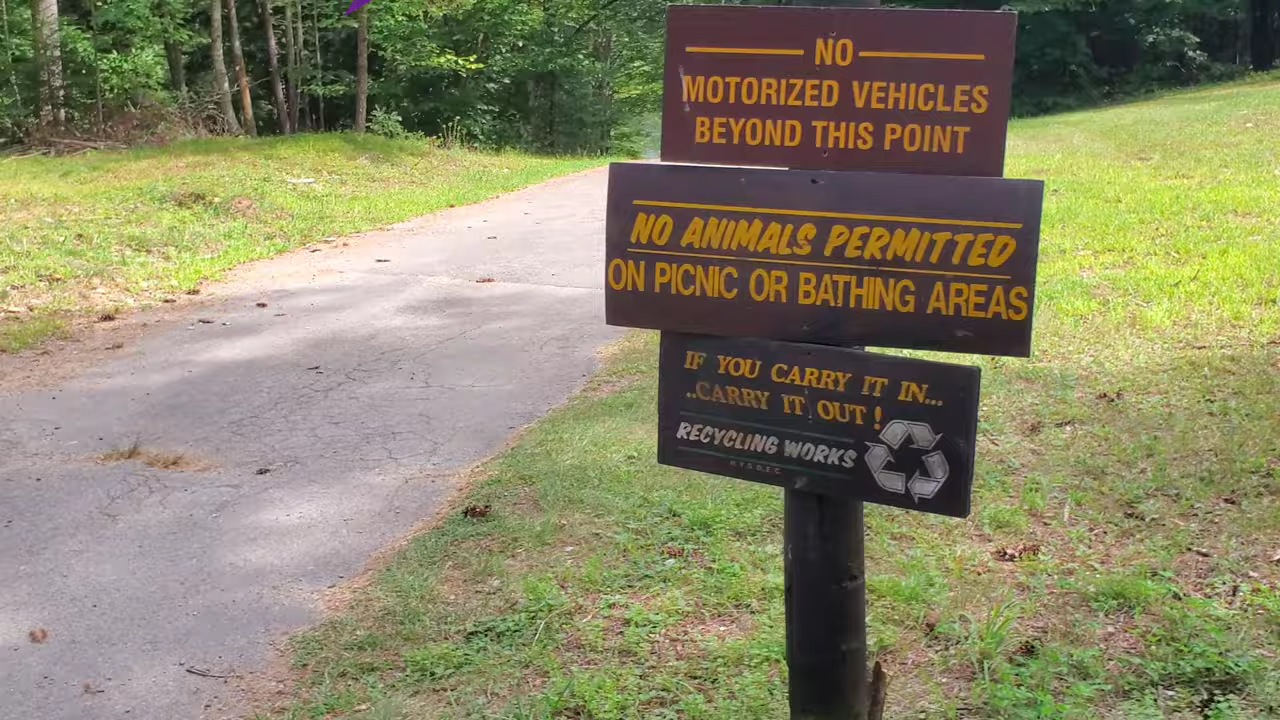 NO
MOTORIZED VEHICLES
BEYOND THIS POINT
NO ANIMALS PERMITTED
ON PICNIC OR BATHING AREAS
IF YOU CARRY IT IN...
..CARRY IT OUT!
RECYCLING WORKS
N.Y.S.D.E.C.